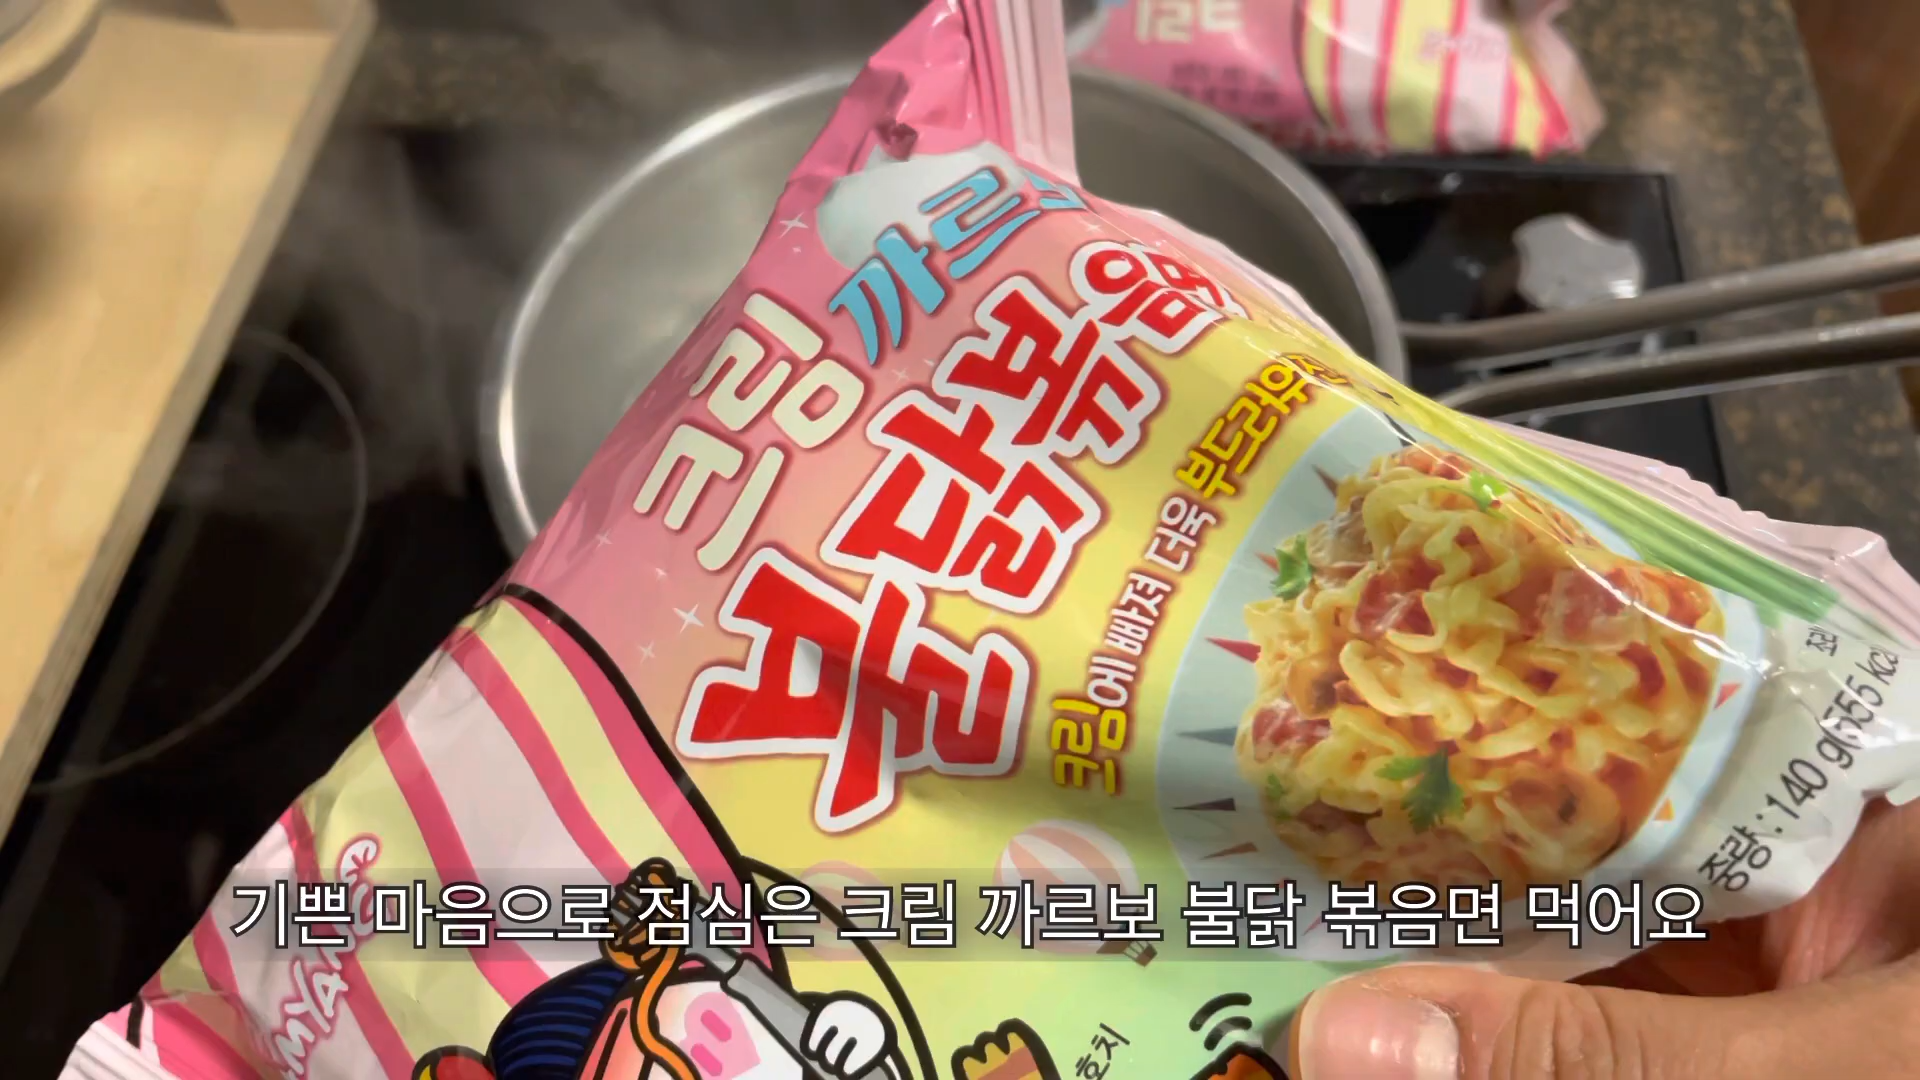 크림
까르보
불닭볶음면
크림에 빠져 더욱 부드러워진
중량 : 140 g(555 kcal
호치
기쁜 마음으로 점심은 크림 까르보 불닭 볶음면 먹어요